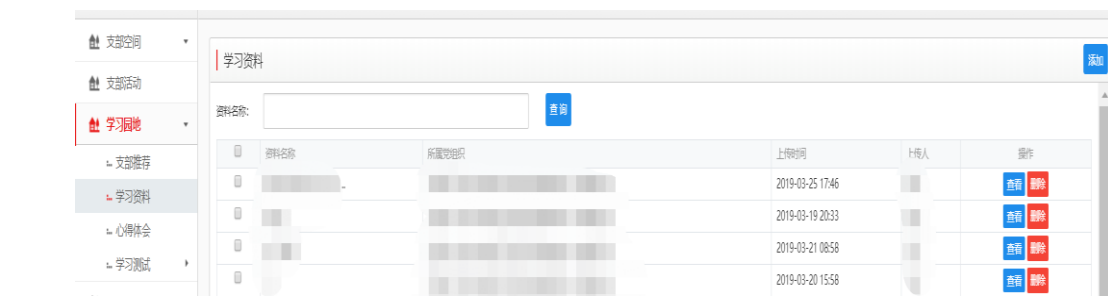 支部空间
支部活动
学习园地
支部推荐
学习资料
心得体会
学习测试
学习资料
添加
资料名称:
查询
资料名称 所属党组织 上传时间 上传人 操作
2019-03-25 17:46 查看 删除
2019-03-19 20:33 查看 删除
2019-03-21 08:58 查看 删除
2019-03-20 15:58 查看 删除